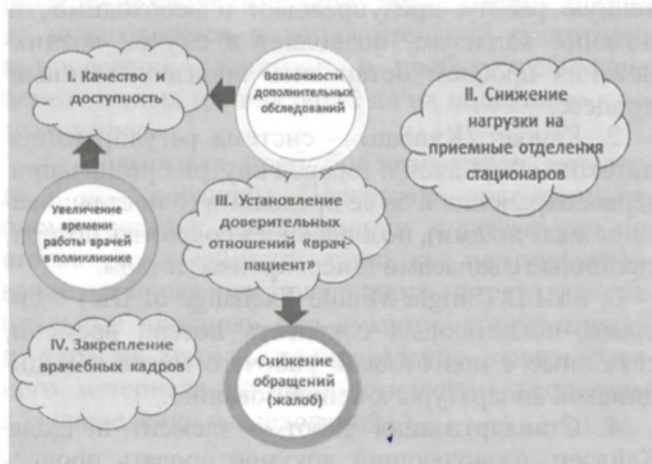 I. Качество и
доступность
Возможности
дополнительных
обследований
II. Снижение
нагрузки на
приемные отделения
стационаров
Увеличение
времени
работы врачей
в поликлинике
III. Установление
доверительных
отношений «врач-
пациент»
IV. Закрепление
врачебных кадров
Снижение
обращений
(жалоб)